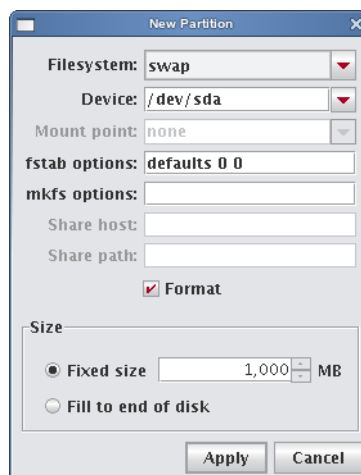 New Partition
Filesystem: swap
Device: /dev/sda
Mount point: none
fstab options: defaults 0 0
mkfs options:
Share host:
Share path:
Format
Size
Fixed size 1,000 MB
Fill to end of disk
Apply Cancel